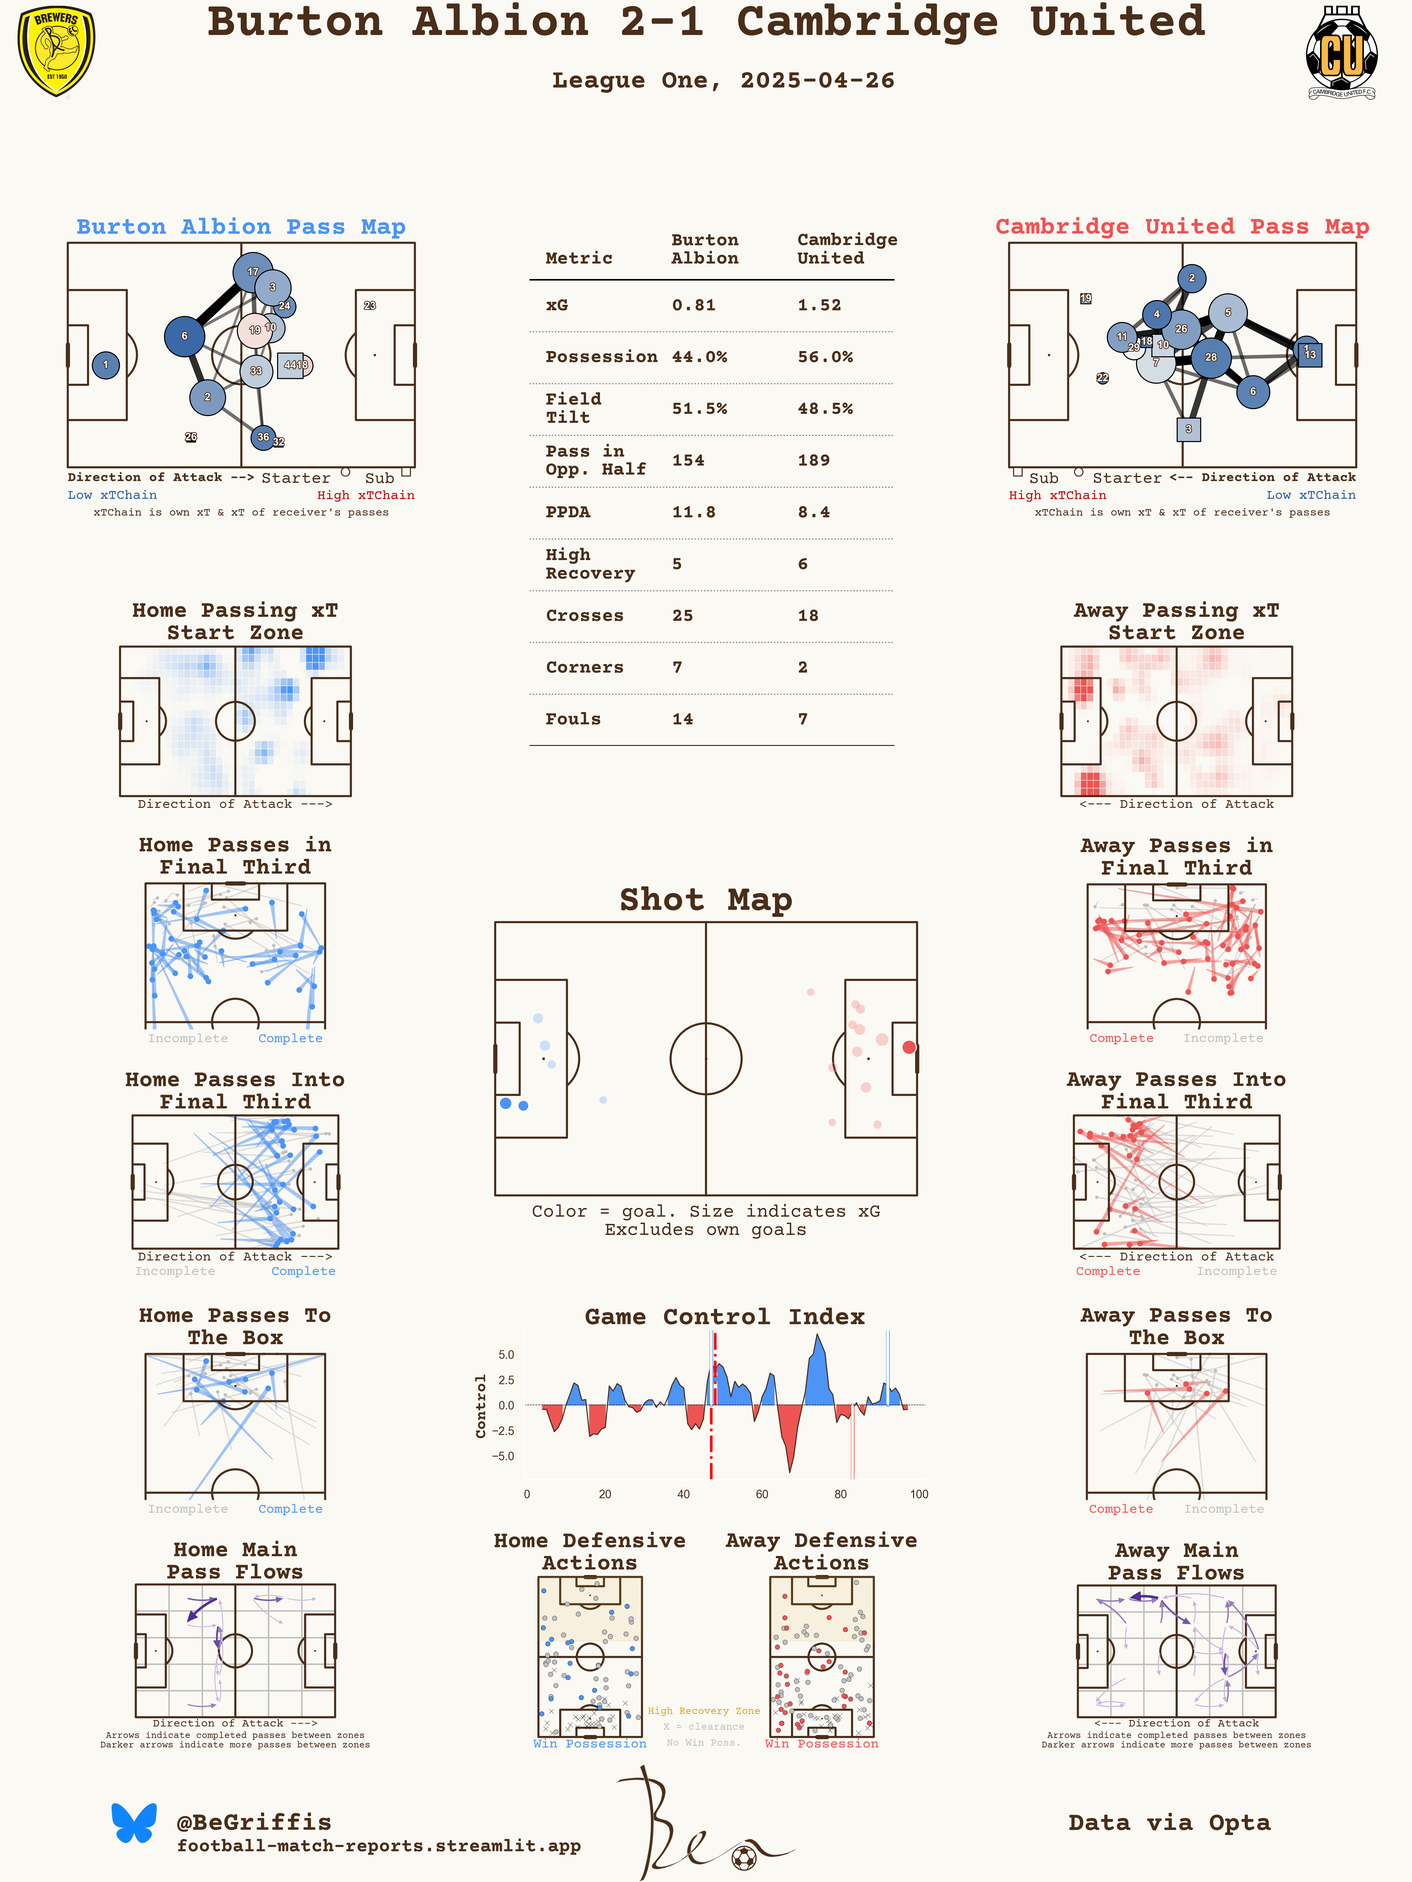 Burton Albion 2-1 Cambridge United
League One, 2025-04-26
BREWERS
EST 1950
CU
CAMBRIDGE UNITED F.C.
Burton Albion Pass Map
17
3
24
23
19
10
6
1
44
18
33
2
26
36
32
Direction of Attack --> Starter Sub
Low xTChain High xTChain
xTChain is own xT & xT of receiver's passes
Metric Burton Albion Cambridge United
xG 0.81 1.52
Possession 44.0% 56.0%
Field Tilt 51.5% 48.5%
Pass in Opp. Half 154 189
PPDA 11.8 8.4
High Recovery 5 6
Crosses 25 18
Corners 7 2
Fouls 14 7
Cambridge United Pass Map
2
19
4
5
26
11
18
10
29
1
13
28
7
22
6
3
Sub Starter <-- Direction of Attack
High xTChain Low xTChain
xTChain is own xT & xT of receiver's passes
Home Passing xT
Start Zone
Direction of Attack --->
Away Passing xT
Start Zone
<--- Direction of Attack
Home Passes in
Final Third
Incomplete Complete
Away Passes in
Final Third
Complete Incomplete
Shot Map
Color = goal. Size indicates xG
Excludes own goals
Home Passes Into
Final Third
Direction of Attack --->
Incomplete Complete
Away Passes Into
Final Third
<--- Direction of Attack
Complete Incomplete
Home Passes To
The Box
Incomplete Complete
Game Control Index
Control
5.0
2.5
0.0
−2.5
−5.0
0 20 40 60 80 100
Away Passes To
The Box
Complete Incomplete
Home Main
Pass Flows
Direction of Attack --->
Arrows indicate completed passes between zones
Darker arrows indicate more passes between zones
Home Defensive
Actions
Win Possession
High Recovery Zone
X = clearance
No Win Poss.
Away Defensive
Actions
Win Possession
Away Main
Pass Flows
<--- Direction of Attack
Arrows indicate completed passes between zones
Darker arrows indicate more passes between zones
@BeGriffis
football-match-reports.streamlit.app
Ben
Data via Opta